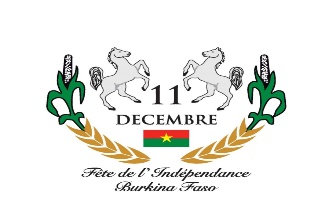 11
DECEMBRE
Fête de l' Indépendance
Burkina Faso